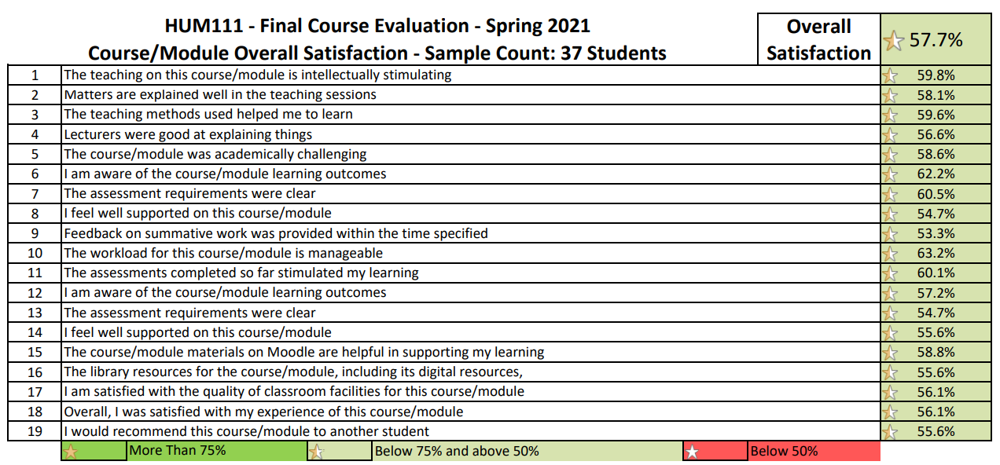 HUM111 - Final Course Evaluation - Spring 2021
Course/Module Overall Satisfaction - Sample Count: 37 Students
Overall
Satisfaction
57.7%
1 The teaching on this course/module is intellectually stimulating 59.8%
2 Matters are explained well in the teaching sessions 58.1%
3 The teaching methods used helped me to learn 59.6%
4 Lecturers were good at explaining things 56.6%
5 The course/module was academically challenging 58.6%
6 I am aware of the course/module learning outcomes 62.2%
7 The assessment requirements were clear 60.5%
8 I feel well supported on this course/module 54.7%
9 Feedback on summative work was provided within the time specified 53.3%
10 The workload for this course/module is manageable 63.2%
11 The assessments completed so far stimulated my learning 60.1%
12 I am aware of the course/module learning outcomes 57.2%
13 The assessment requirements were clear 54.7%
14 I feel well supported on this course/module 55.6%
15 The course/module materials on Moodle are helpful in supporting my learning 58.8%
16 The library resources for the course/module, including its digital resources, 55.6%
17 I am satisfied with the quality of classroom facilities for this course/module 56.1%
18 Overall, I was satisfied with my experience of this course/module 56.1%
19 I would recommend this course/module to another student 55.6%
More Than 75% Below 75% and above 50% Below 50%